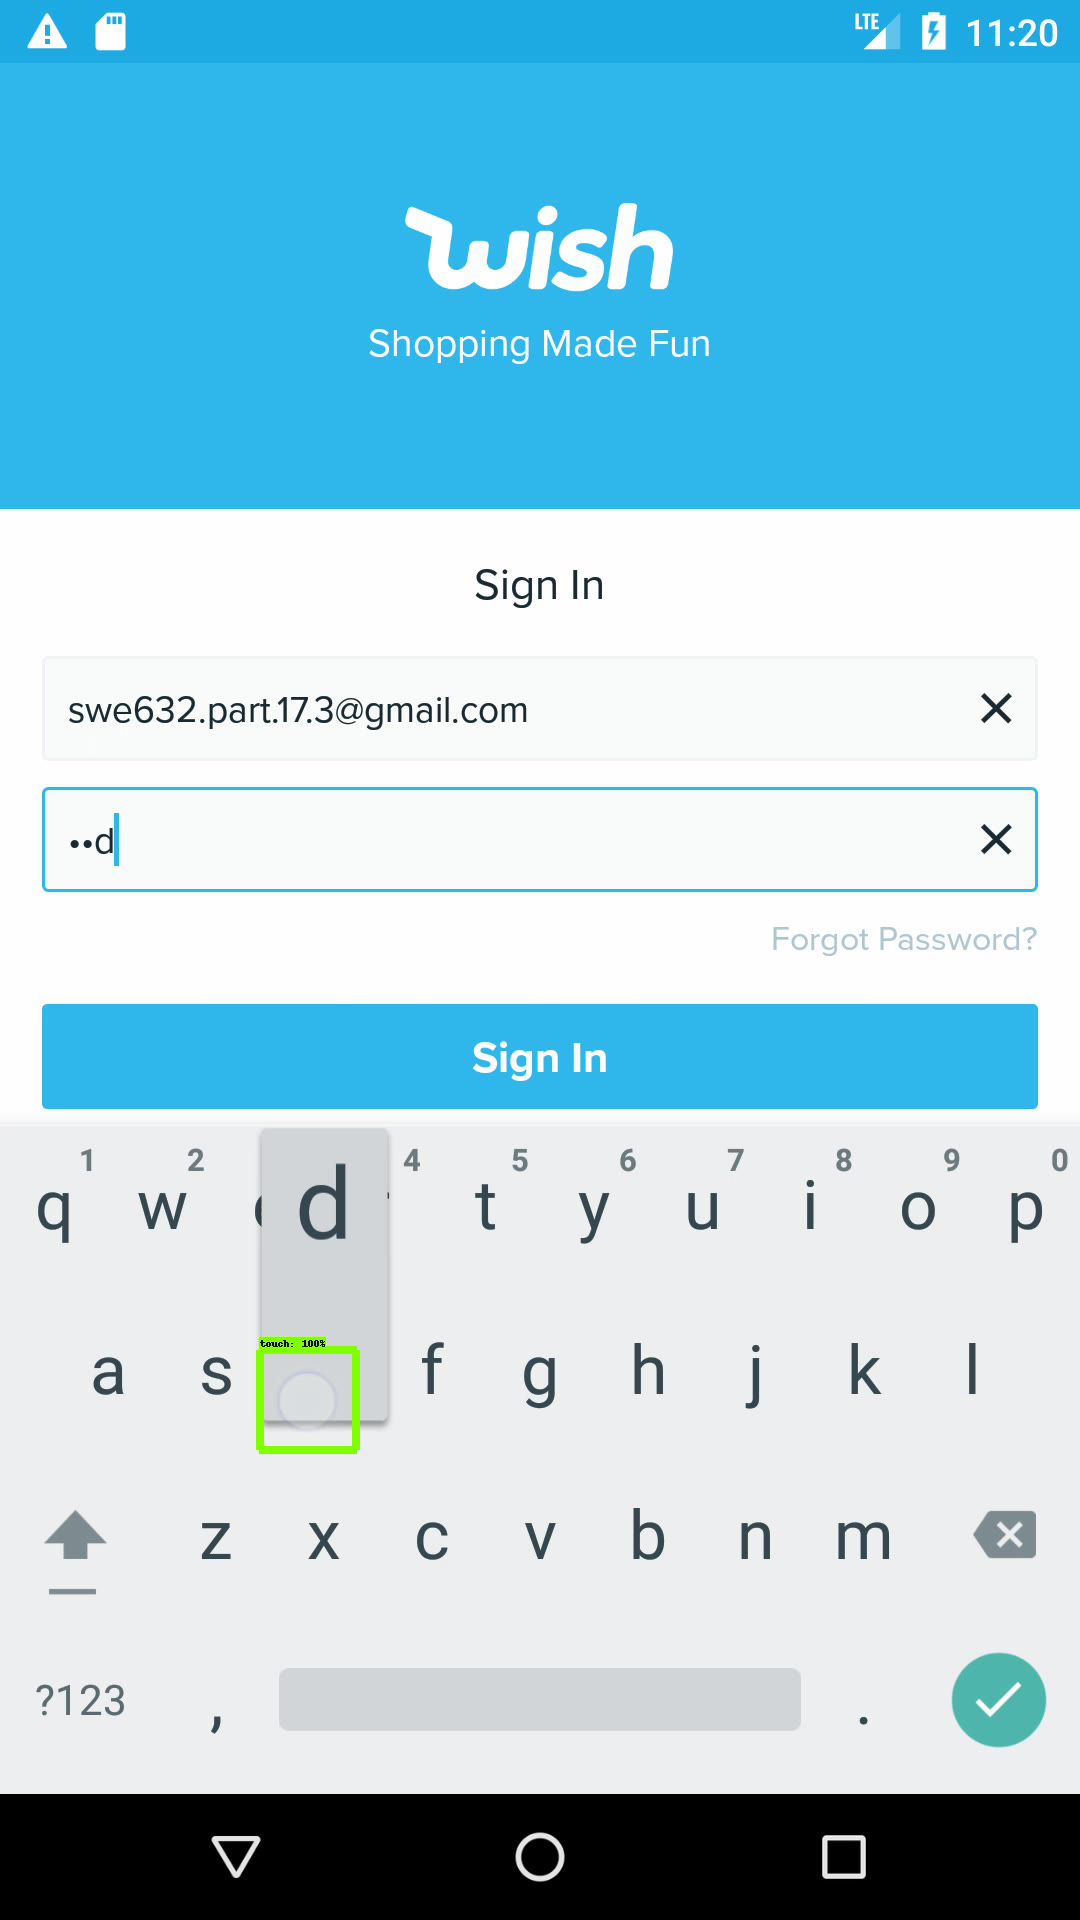 LTE 11:20
wish
Shopping Made Fun
Sign In
swe632.part.17.3@gmail.com
••d
Forgot Password?
Sign In
1 2 4 5 6 7 8 9 0
q w d t y u i o p
touch: 100%
a s f g h j k l
z x c v b n m
?123 , .